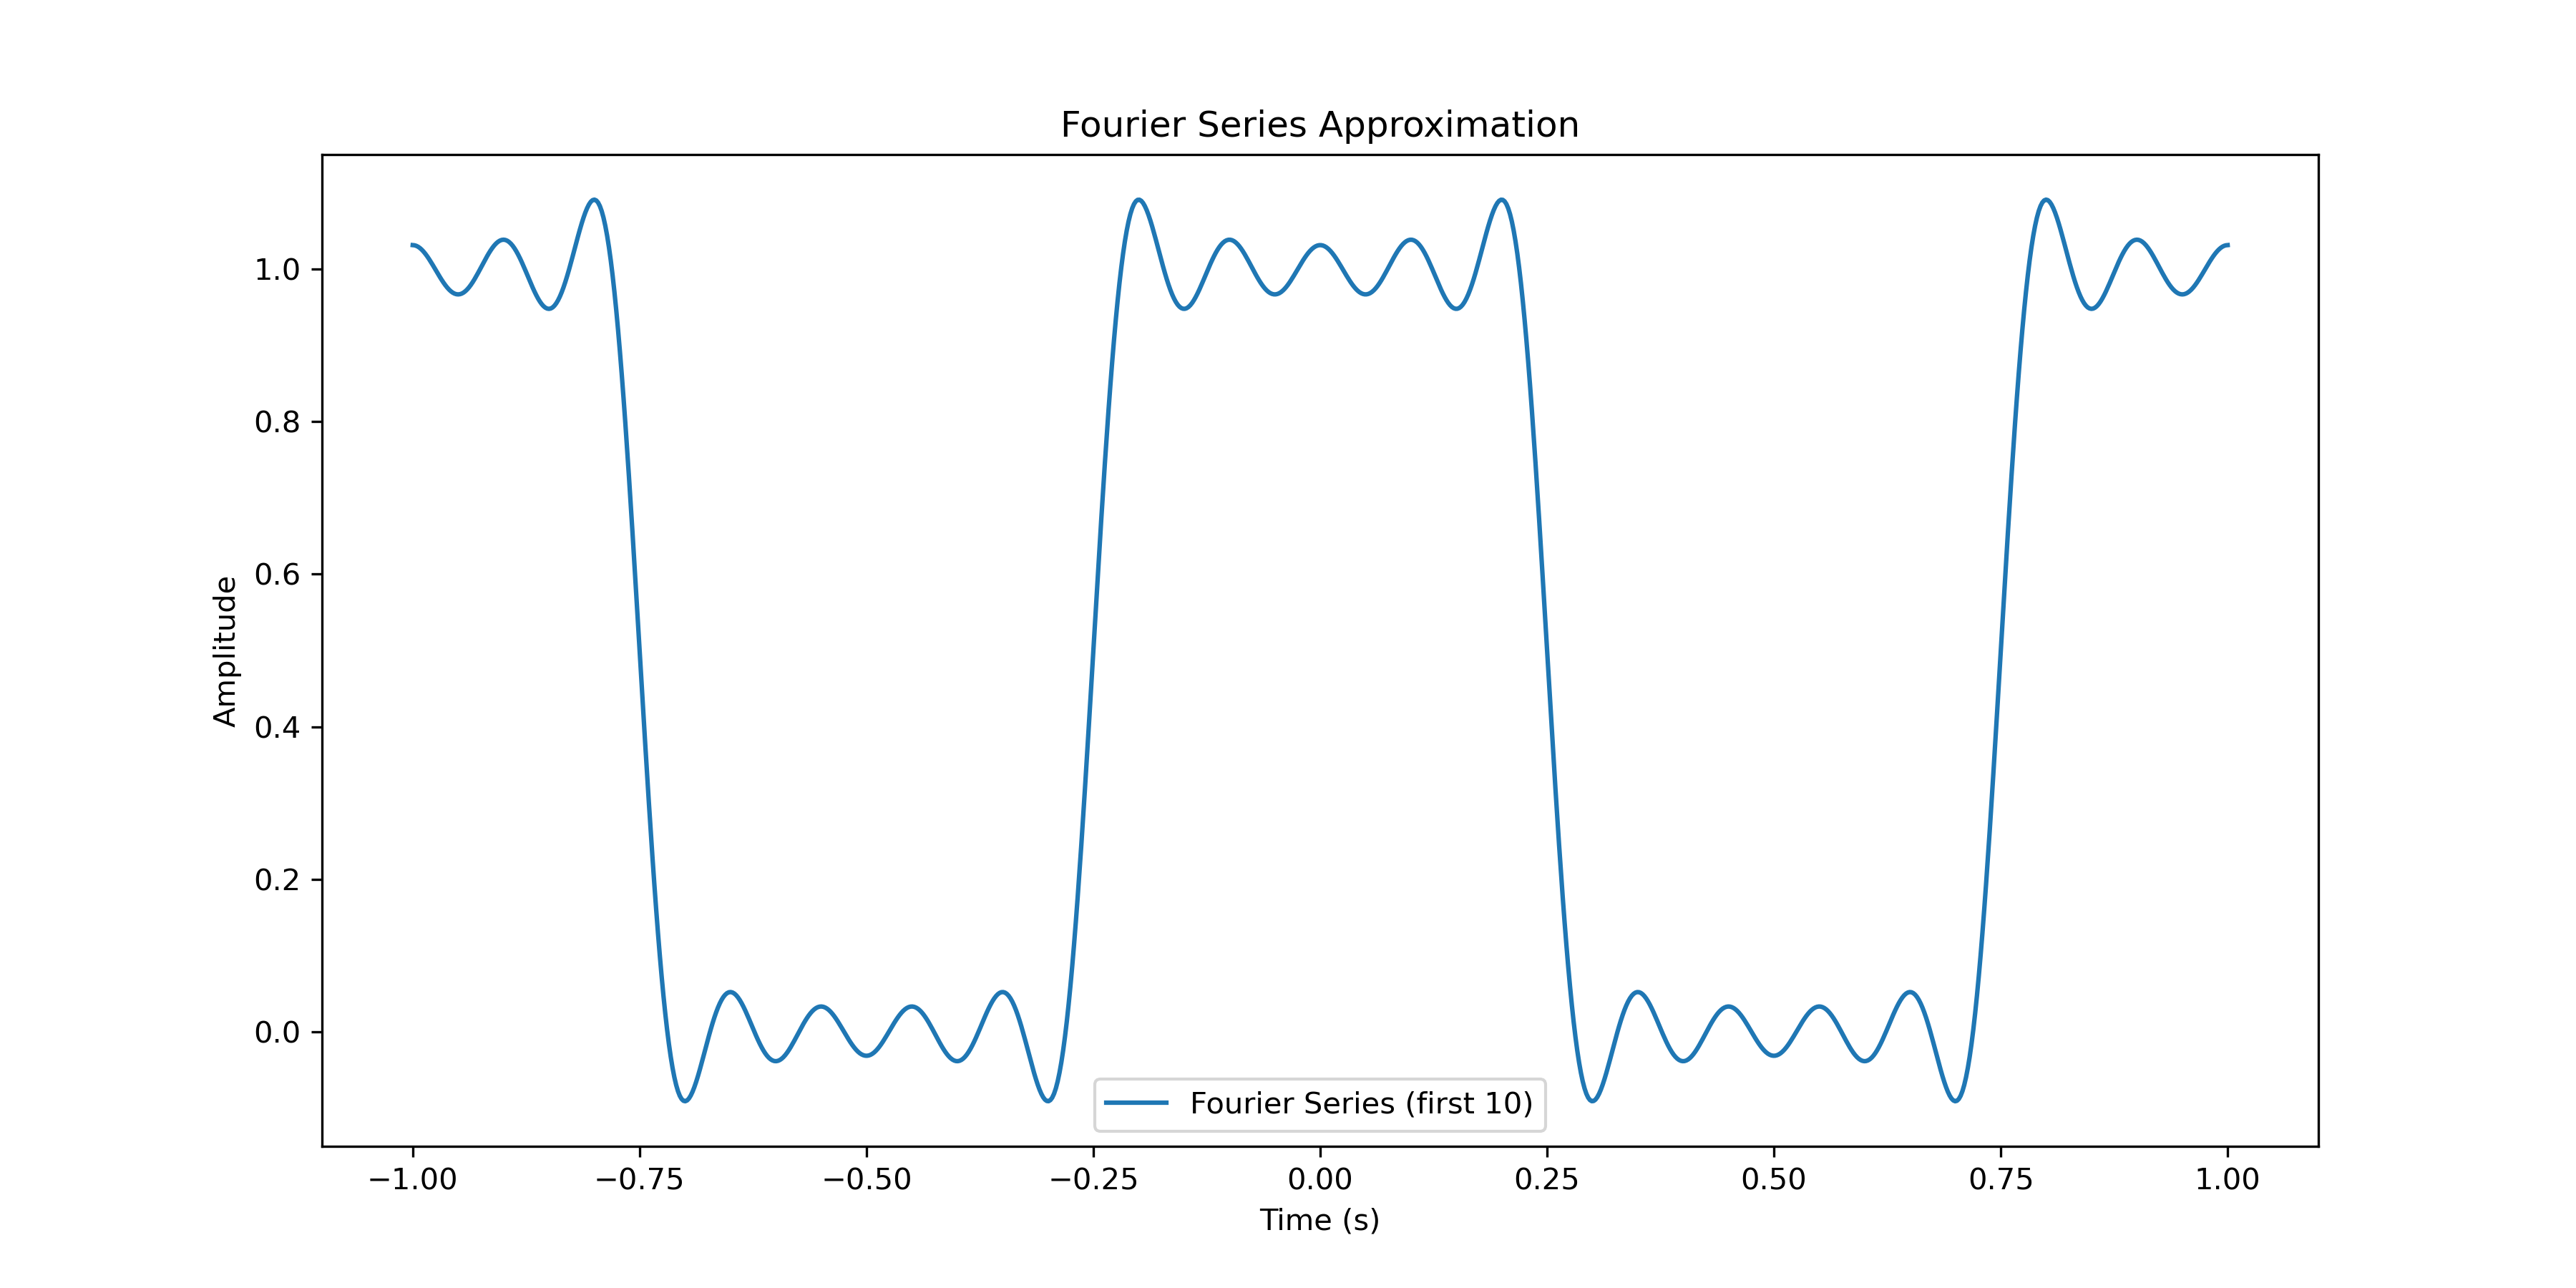 Fourier Series Approximation
1.0
0.8
0.6
0.4
0.2
0.0
Amplitude
Fourier Series (first 10)
−1.00 −0.75 −0.50 −0.25 0.00 0.25 0.50 0.75 1.00
Time (s)